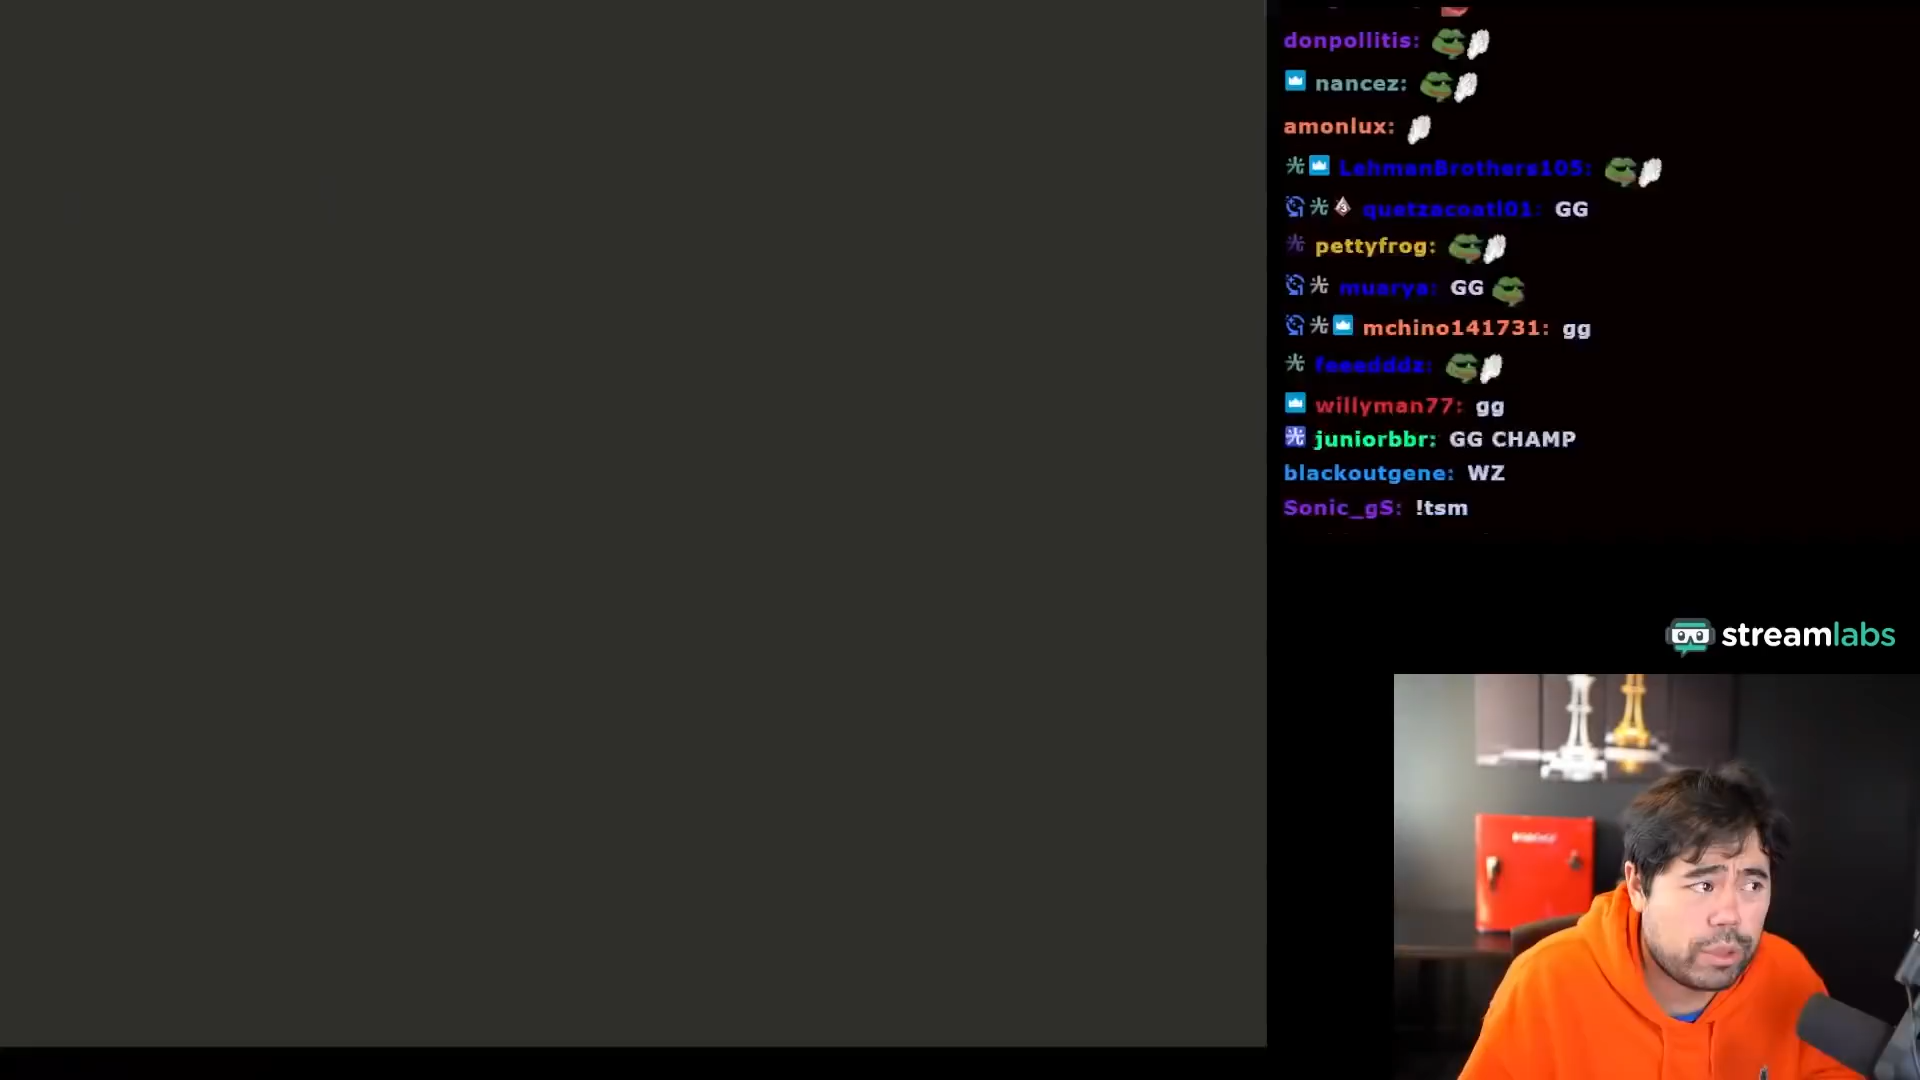 donpollitis:
nancez:
amonlux:
LehmanBrothers105:
quetzacoatl01: GG
pettyfrog:
muarya: GG
mchino141731: gg
feeedddz:
willyman77: gg
juniorbbr: GG CHAMP
blackoutgene: WZ
Sonic_gS: !tsm
streamlabs